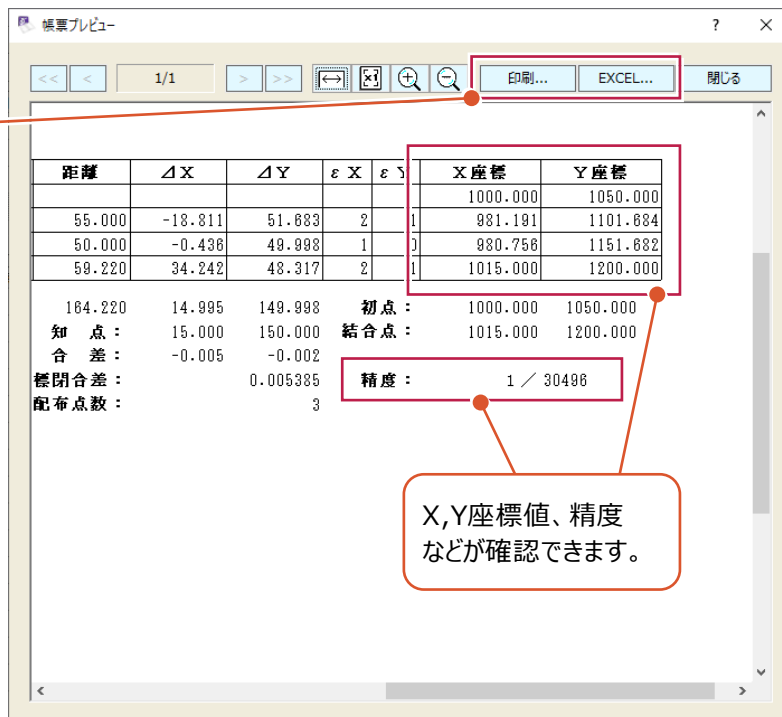 帳票プレビュー ? ×
<< < 1/1 > >> 印刷... EXCEL... 閉じる
距離 ΔX ΔY εX εY X座標 Y座標
1000.000 1050.000
55.000 -18.811 51.683 2 1 981.191 1101.684
50.000 -0.436 49.998 1 0 980.756 1151.682
59.220 34.242 48.317 2 1 1015.000 1200.000
164.220 14.995 149.998 初点： 1000.000 1050.000
知 点： 15.000 150.000 結合点： 1015.000 1200.000
合 差： -0.005 -0.002
標閉合差： 0.005385 精度： 1 ／ 30496
配布点数： 3
X,Y座標値、精度
などが確認できます。